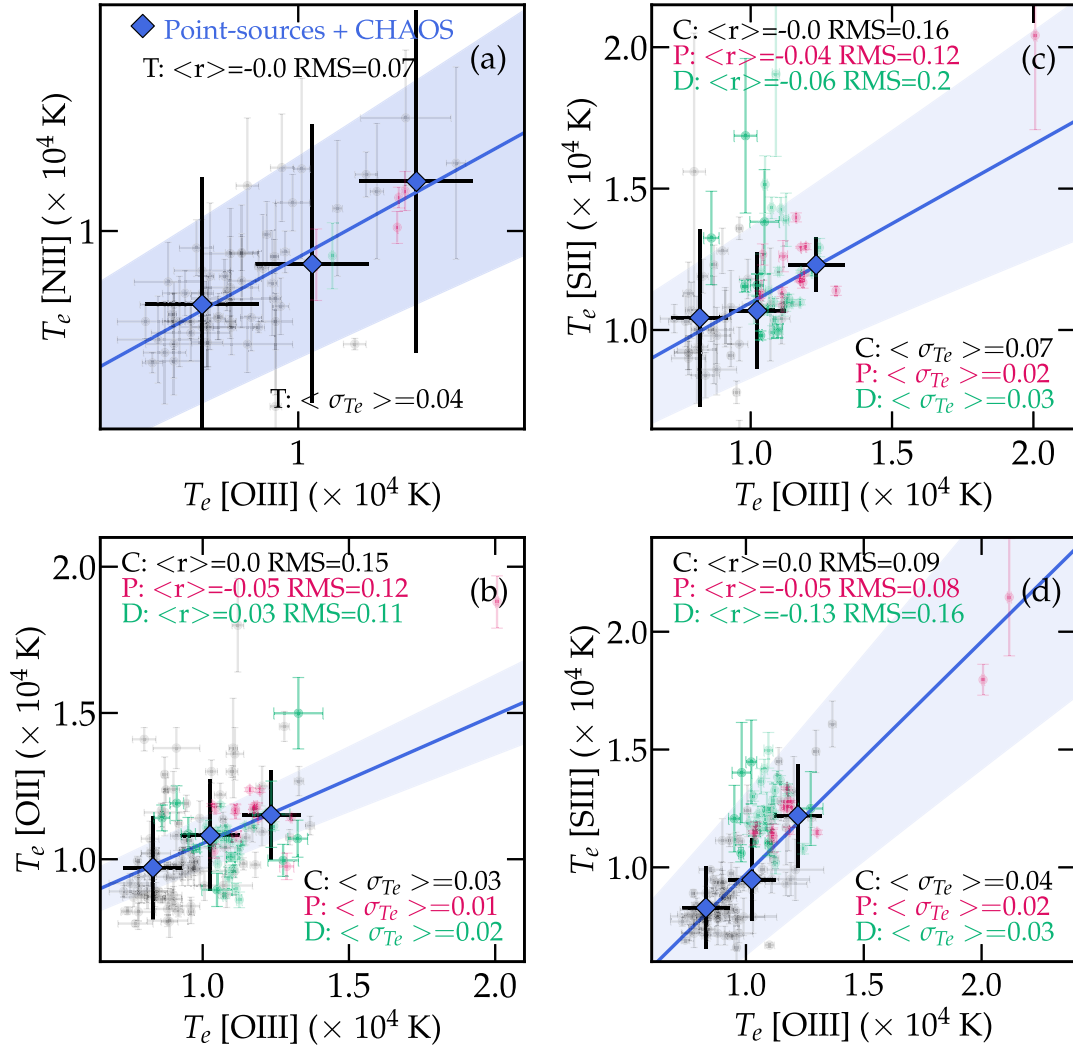 Point-sources + CHAOS
(a)
T: <r>=-0.0 RMS=0.07
T: < σ_Te >=0.04
1
1
T_e [NII] (× 10^4 K)
T_e [OIII] (× 10^4 K)
C: <r>=-0.0 RMS=0.16
P: <r>=-0.04 RMS=0.12
D: <r>=-0.06 RMS=0.2
(c)
C: < σ_Te >=0.07
P: < σ_Te >=0.02
D: < σ_Te >=0.03
2.0
1.5
1.0
1.0 1.5 2.0
T_e [SII] (× 10^4 K)
T_e [OIII] (× 10^4 K)
C: <r>=0.0 RMS=0.15
P: <r>=-0.05 RMS=0.12
D: <r>=0.03 RMS=0.11
(b)
C: < σ_Te >=0.03
P: < σ_Te >=0.01
D: < σ_Te >=0.02
2.0
1.5
1.0
1.0 1.5 2.0
T_e [OII] (× 10^4 K)
T_e [OIII] (× 10^4 K)
C: <r>=0.0 RMS=0.09
P: <r>=-0.05 RMS=0.08
D: <r>=-0.13 RMS=0.16
(d)
C: < σ_Te >=0.04
P: < σ_Te >=0.02
D: < σ_Te >=0.03
2.0
1.5
1.0
1.0 1.5 2.0
T_e [SIII] (× 10^4 K)
T_e [OIII] (× 10^4 K)